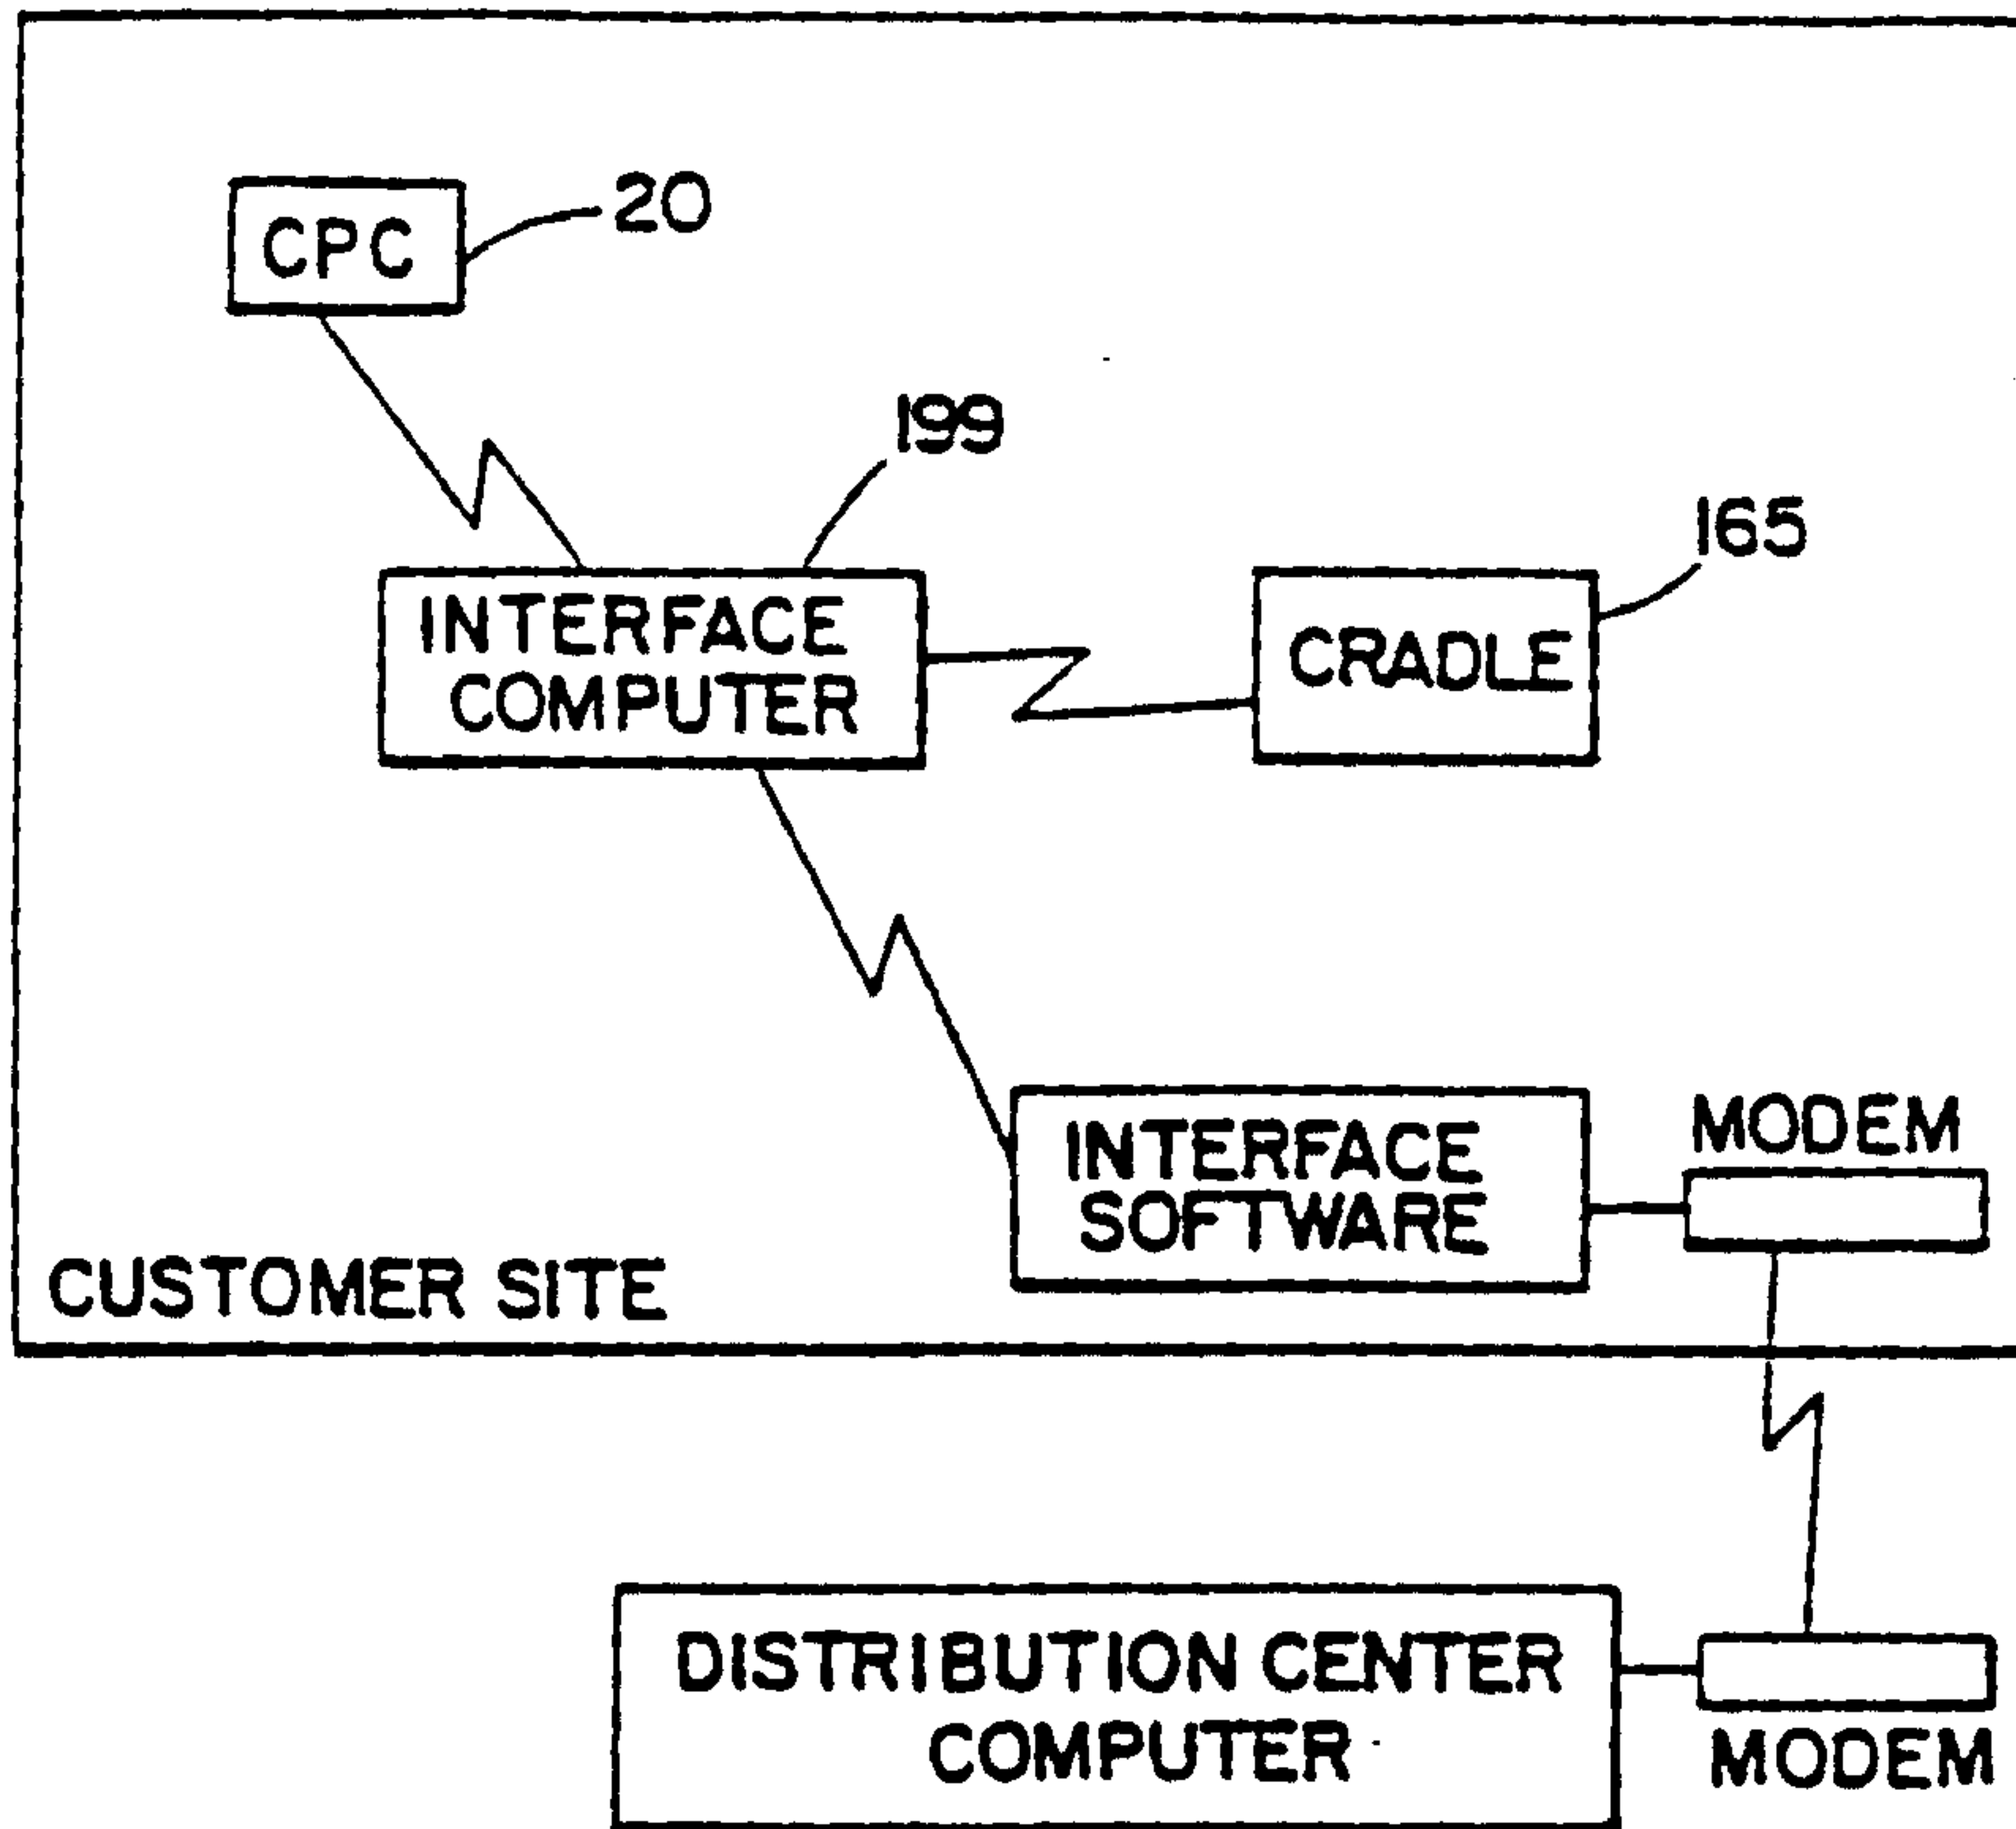 CPC
20
199
INTERFACE
COMPUTER
165
CRADLE
INTERFACE
SOFTWARE
MODEM
CUSTOMER SITE
DISTRIBUTION CENTER
COMPUTER
MODEM